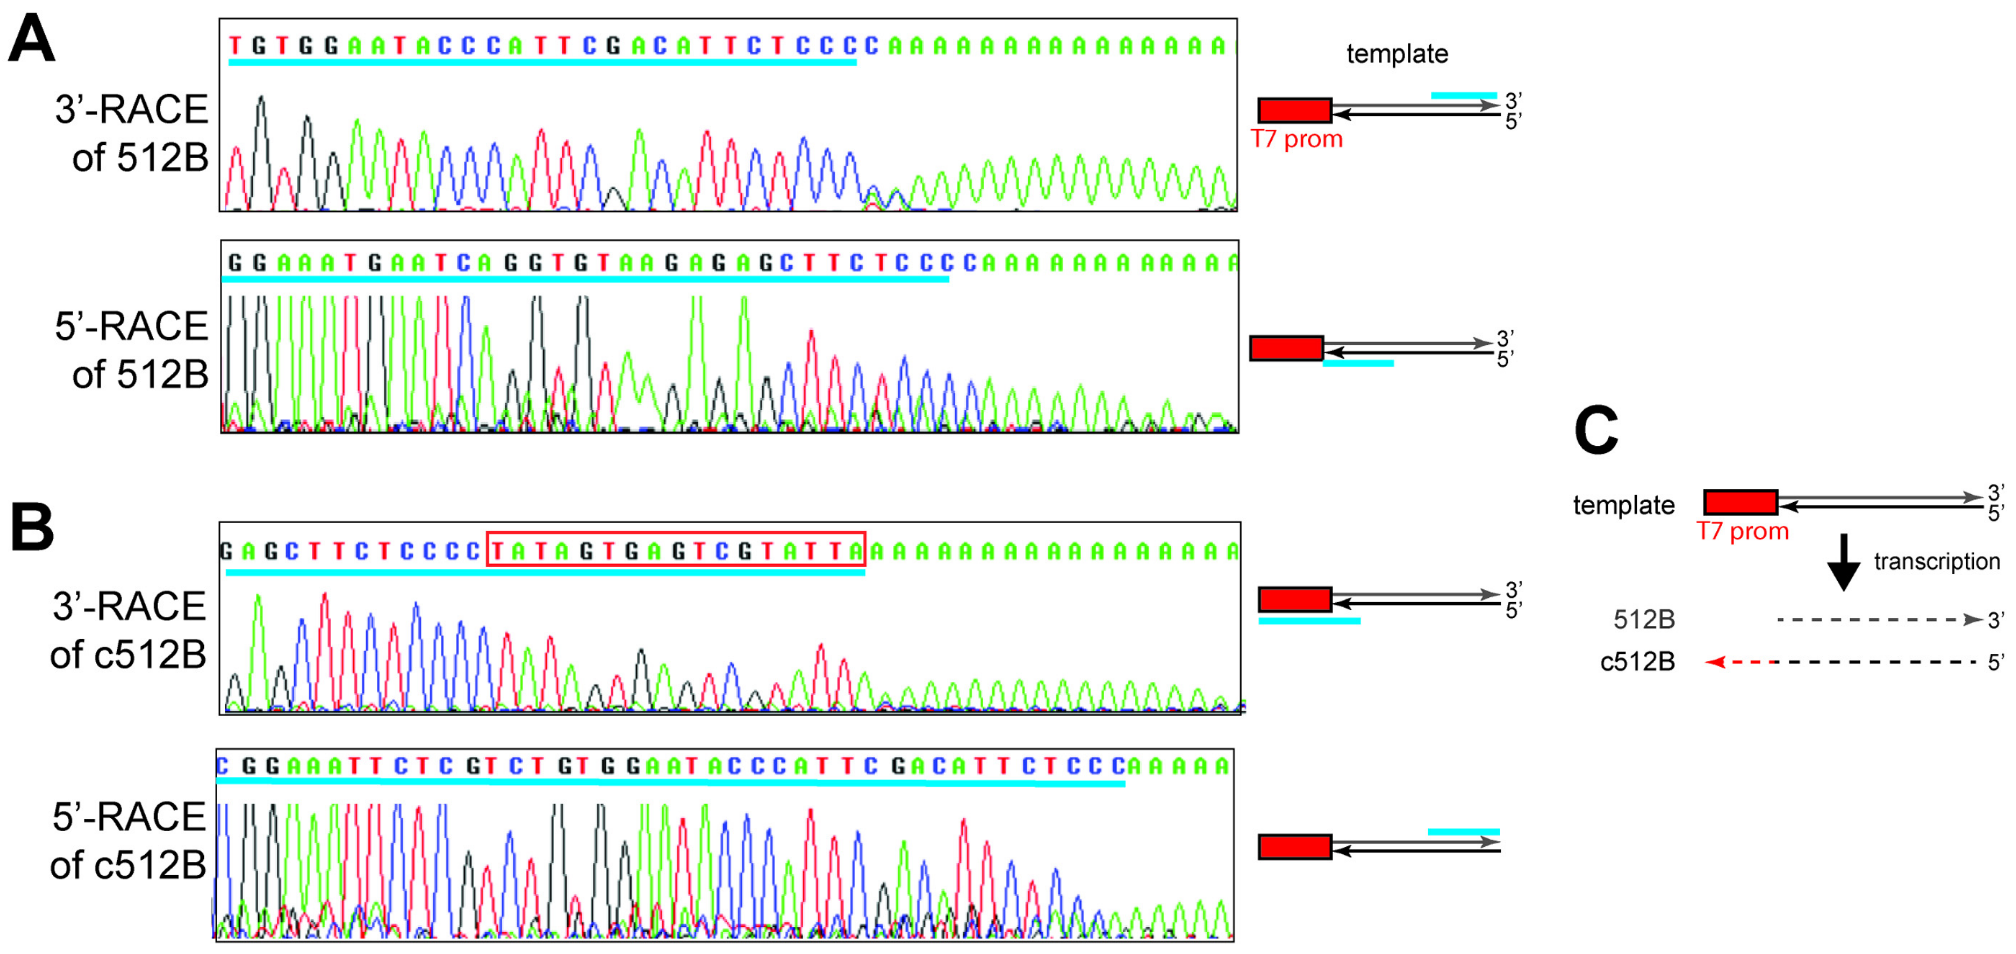 A
TGTGGAATACCCATTCGACATTCTCCCCAAAAAAAAAAAAAAA
3'-RACE
of 512B
template
3'
5'
T7 prom
GGAAATGAATCAGGTGTAAGAGAGCTTCTCCCCAAAAAAAAAAAA
5'-RACE
of 512B
3'
5'
B
GAGCTTCTCCCCTATAGTGAGTCGTATTAAAAAAAAAAAAAAAAAA
3'-RACE
of c512B
3'
5'
CGGAAATTCTCGTCTGTGGAATACCCATTCGACATTCTCCCAAAAA
5'-RACE
of c512B
C
template
3'
5'
T7 prom
transcription
512B
3'
c512B
5'